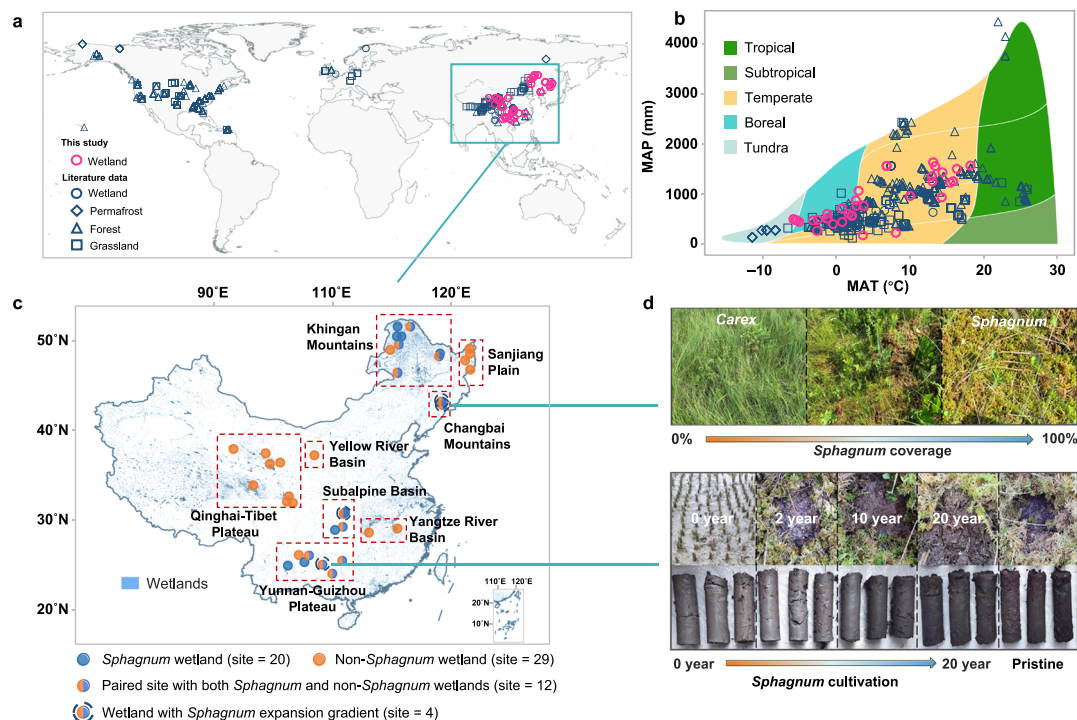 a
This study
Wetland
Literature data
Wetland
Permafrost
Forest
Grassland
b
MAP (mm)
4000
3000
2000
1000
0
Tropical
Subtropical
Temperate
Boreal
Tundra
–10
0
10
20
30
MAT (°C)
c
90°E
110°E
120°E
50°N
40°N
30°N
20°N
Khingan
Mountains
Sanjiang
Plain
Changbai
Mountains
Yellow River
Basin
Qinghai-Tibet
Plateau
Subalpine Basin
Yangtze River
Basin
Yunnan-Guizhou
Plateau
Wetlands
110°E 120°E
20°N
10°N
Sphagnum wetland (site = 20)
Non-Sphagnum wetland (site = 29)
Paired site with both Sphagnum and non-Sphagnum wetlands (site = 12)
Wetland with Sphagnum expansion gradient (site = 4)
d
Carex
Sphagnum
0%
100%
Sphagnum coverage
0 year
2 year
10 year
20 year
0 year
20 year
Pristine
Sphagnum cultivation